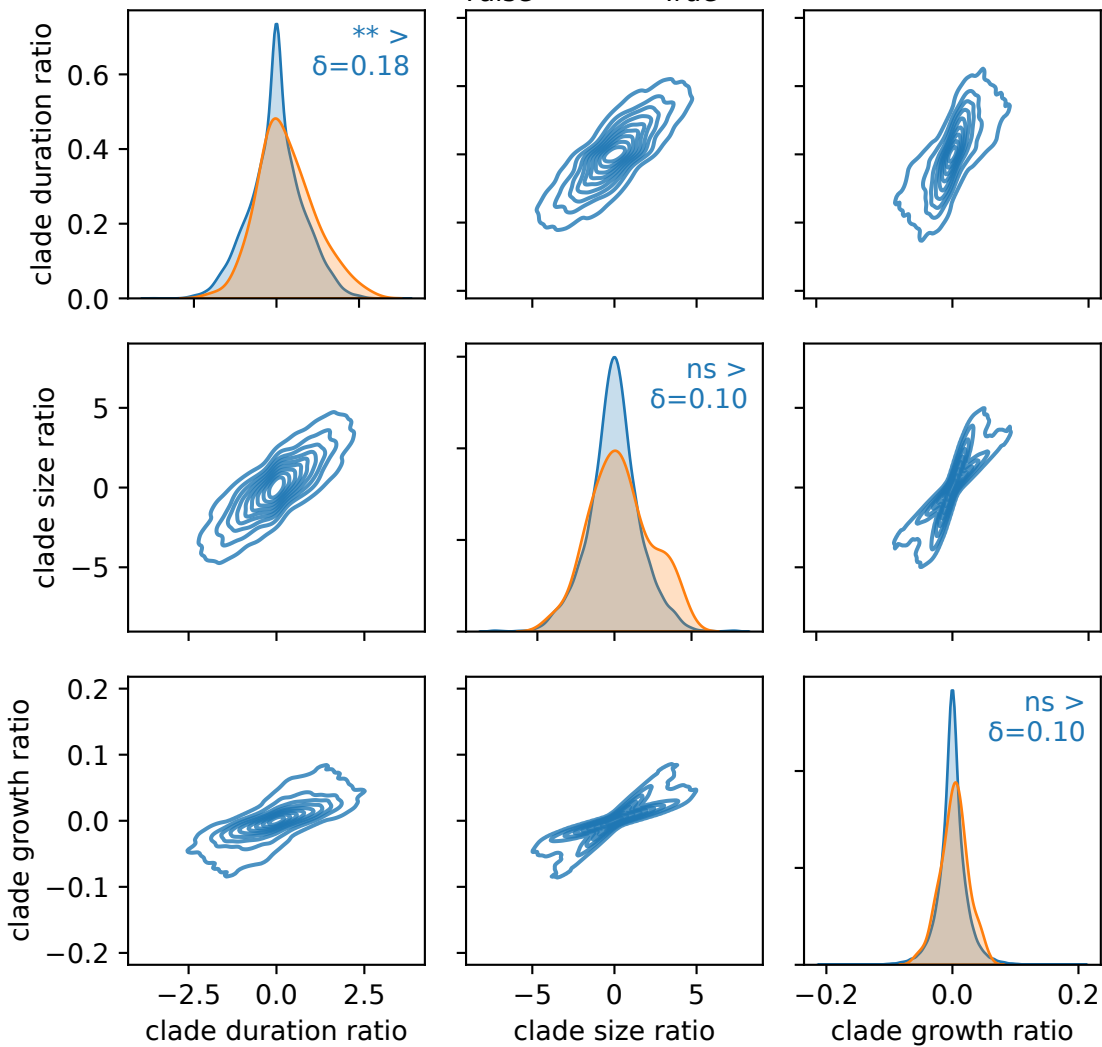 clade duration ratio
0.6
0.4
0.2
0.0
** >
δ=0.18
clade size ratio
5
0
−5
ns >
δ=0.10
clade growth ratio
0.2
0.1
0.0
−0.1
−0.2
ns >
δ=0.10
−2.5 0.0 2.5
−5 0 5
−0.2 0.0 0.2
clade duration ratio
clade size ratio
clade growth ratio